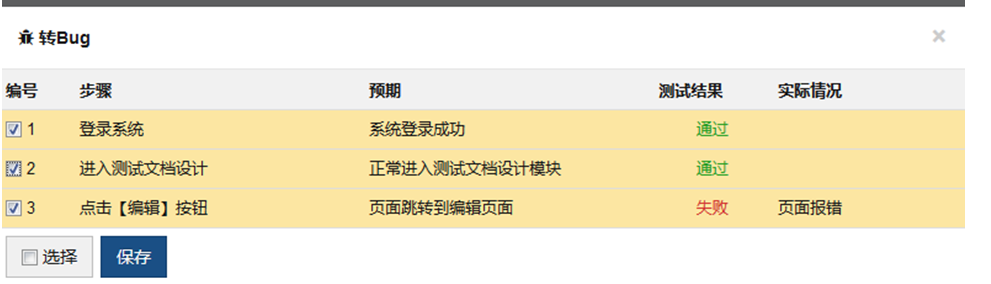 转Bug
编号 步骤 预期 测试结果 实际情况
1 登录系统 系统登录成功 通过
2 进入测试文档设计 正常进入测试文档设计模块 通过
3 点击【编辑】按钮 页面跳转到编辑页面 失败 页面报错
选择 保存